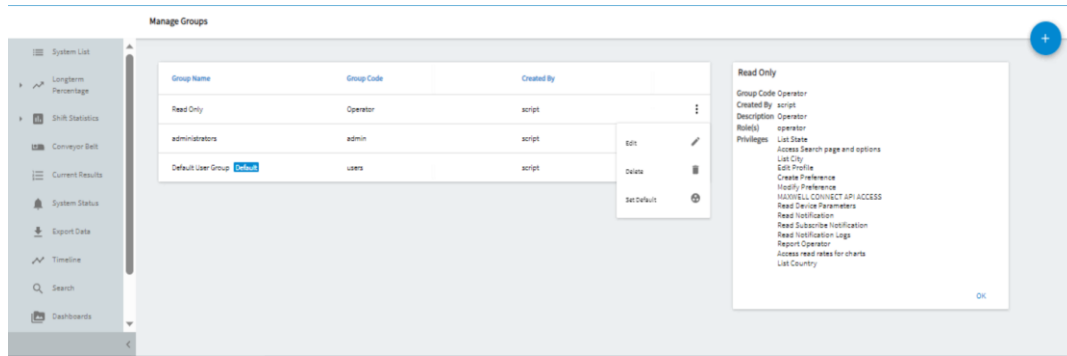 Manage Groups
+
System List
Longterm
Percentage
Shift Statistics
Conveyor Belt
Current Results
System Status
Export Data
Timeline
Search
Dashboards
Group Name Group Code Created By
Read Only Operator script
administrators admin script
Default User Group Default users script
Edit
Delete
Set Default
Read Only
Group Code Operator
Created By script
Description Operator
Role(s) operator
Privileges List State
Access Search page and options
List City
Edit Profile
Create Preference
Modify Preference
MAXWELL CONNECT API ACCESS
Read Device Parameters
Read Notification
Read Subscribe Notification
Read Notification Logs
Report Operator
Access read rates for charts
List Country
OK